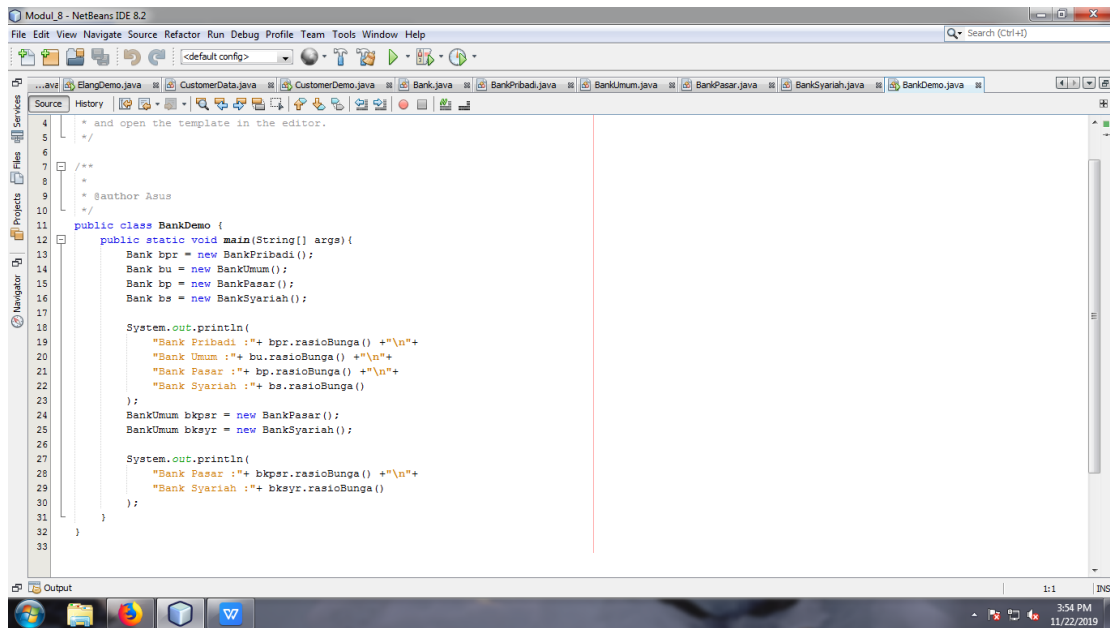 Modul_8 - NetBeans IDE 8.2
File Edit View Navigate Source Refactor Run Debug Profile Team Tools Window Help
Search (Ctrl+I)
<default config>
...ava ElangDemo.java CustomerData.java CustomerDemo.java Bank.java BankPribadi.java BankUmum.java BankPasar.java BankSyariah.java BankDemo.java
Source History
Services
Files
Projects
Navigator
4 * and open the template in the editor.
5 */
6
7 /**
8 *
9 * @author Asus
10 */
11 public class BankDemo {
12 public static void main(String[] args){
13 Bank bpr = new BankPribadi();
14 Bank bu = new BankUmum();
15 Bank bp = new BankPasar();
16 Bank bs = new BankSyariah();
17
18 System.out.println(
19 "Bank Pribadi :"+ bpr.rasioBunga() +"\n"+
20 "Bank Umum :"+ bu.rasioBunga() +"\n"+
21 "Bank Pasar :"+ bp.rasioBunga() +"\n"+
22 "Bank Syariah :"+ bs.rasioBunga()
23 );
24 BankUmum bkpsr = new BankPasar();
25 BankUmum bksyr = new BankSyariah();
26
27 System.out.println(
28 "Bank Pasar :"+ bkpsr.rasioBunga() +"\n"+
29 "Bank Syariah :"+ bksyr.rasioBunga()
30 );
31 }
32 }
33
Output
1:1 INS
3:54 PM
11/22/2019